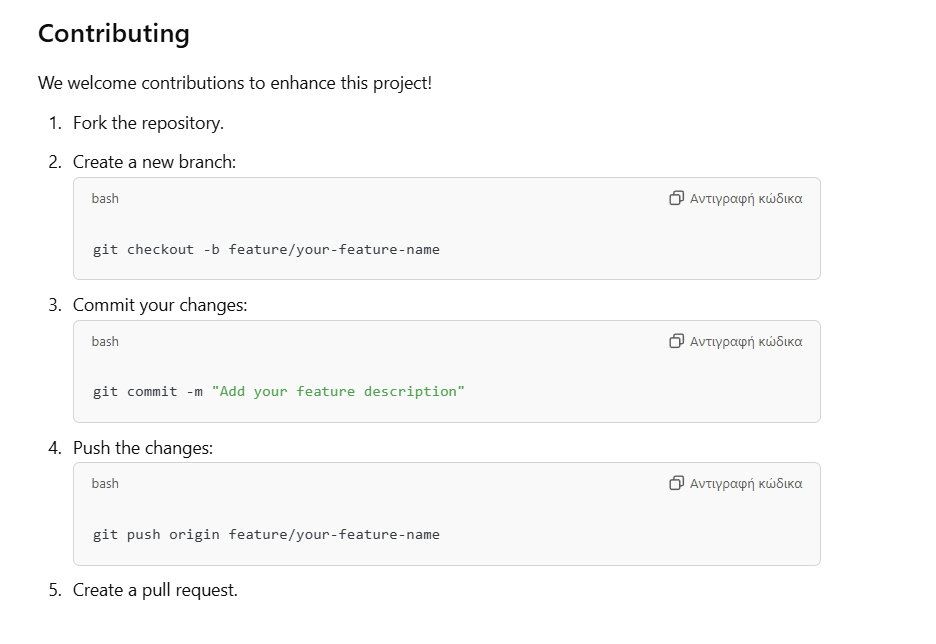 Contributing
We welcome contributions to enhance this project!
1. Fork the repository.
2. Create a new branch:
bash Αντιγραφή κώδικα
git checkout -b feature/your-feature-name
3. Commit your changes:
bash Αντιγραφή κώδικα
git commit -m "Add your feature description"
4. Push the changes:
bash Αντιγραφή κώδικα
git push origin feature/your-feature-name
5. Create a pull request.